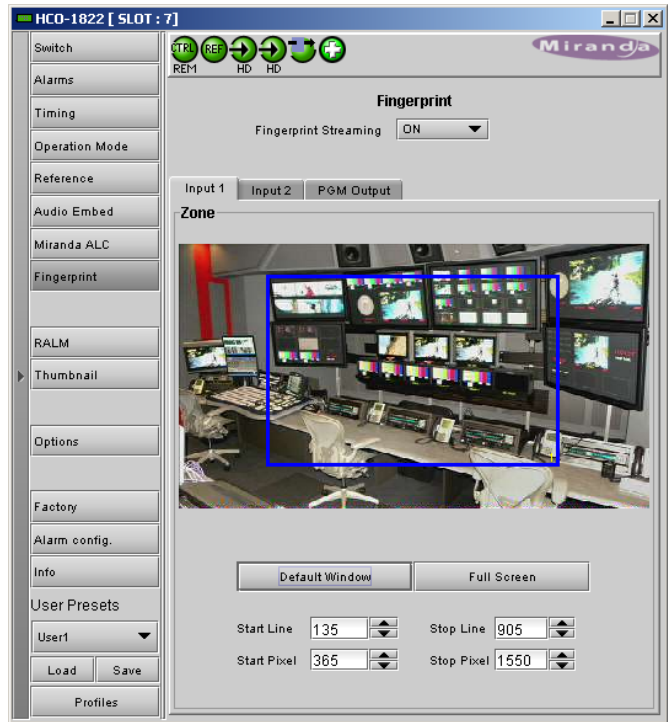 HCO-1822 [ SLOT : 7]
Switch
Alarms
Timing
Operation Mode
Reference
Audio Embed
Miranda ALC
Fingerprint
RALM
Thumbnail
Options
Factory
Alarm config.
Info
User Presets
User1
Load Save
Profiles
CTRL REF
REM HD HD
Miranda
Fingerprint
Fingerprint Streaming ON
Input 1 Input 2 PGM Output
Zone
Default Window Full Screen
Start Line 135 Stop Line 905
Start Pixel 365 Stop Pixel 1550